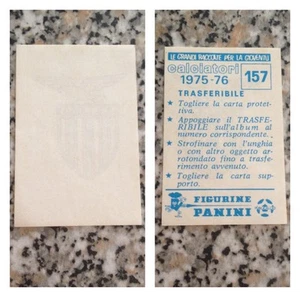 LE GRANDI RACCOLTE PER LA GIOVENTÙ
calciatori
1975-76
157
TRASFERIBILE
★ Togliere la carta protet-
tiva.
★ Appoggiare il TRASFE-
RIBILE sull'album al
numero corrispondente.
★ Strofinare con l'unghia
o con altro oggetto ar-
rotondato fino a trasfe-
rimento avvenuto.
★ Togliere la carta sup-
porto.
FIGURINE
PANINI